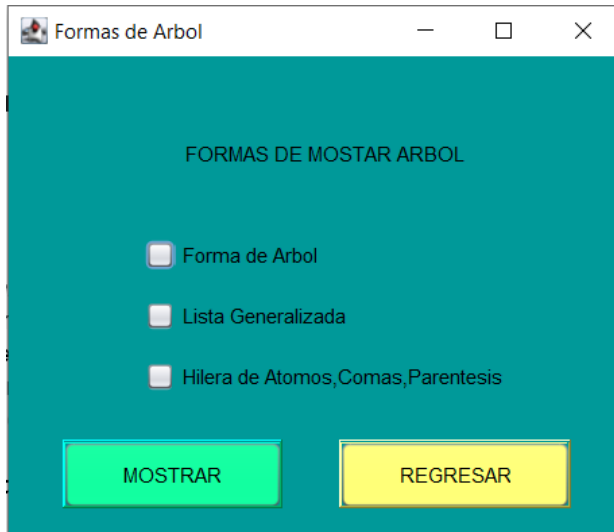 Formas de Arbol
FORMAS DE MOSTAR ARBOL
Forma de Arbol
Lista Generalizada
Hilera de Atomos,Comas,Parentesis
MOSTRAR
REGRESAR